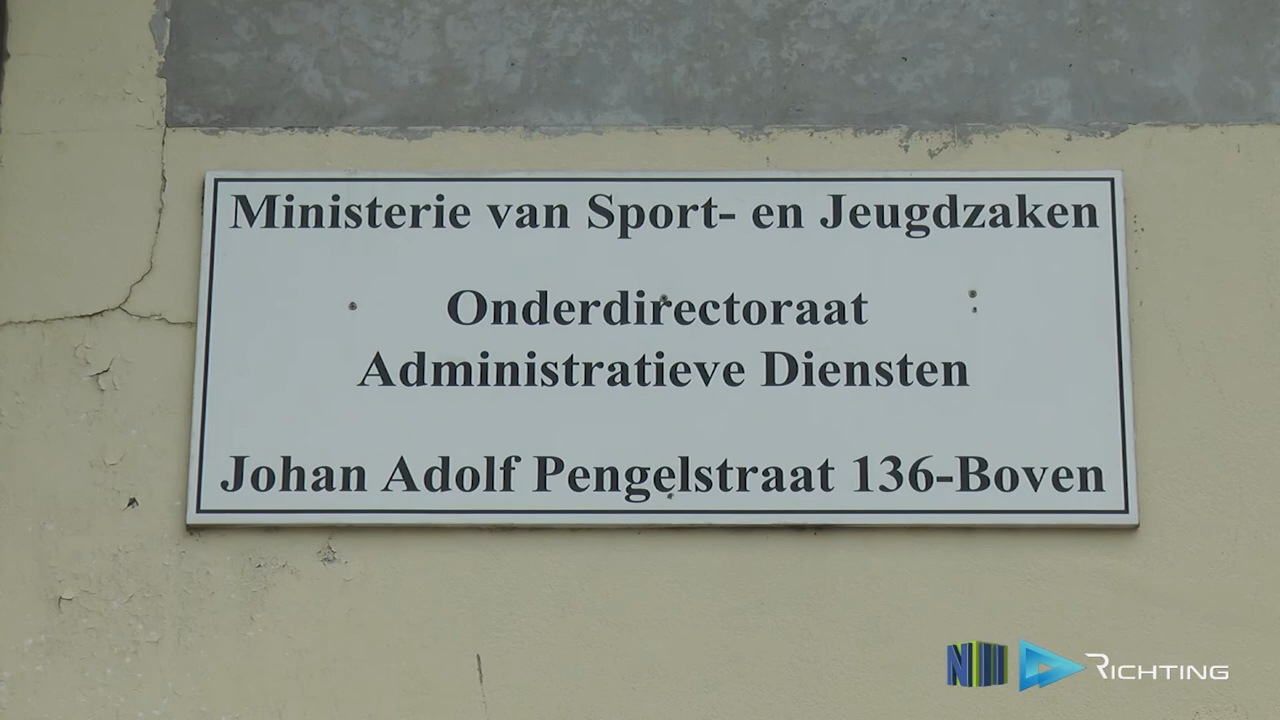 Ministerie van Sport- en Jeugdzaken
Onderdirectoraat
Administratieve Diensten
Johan Adolf Pengelstraat 136-Boven
RICHTING